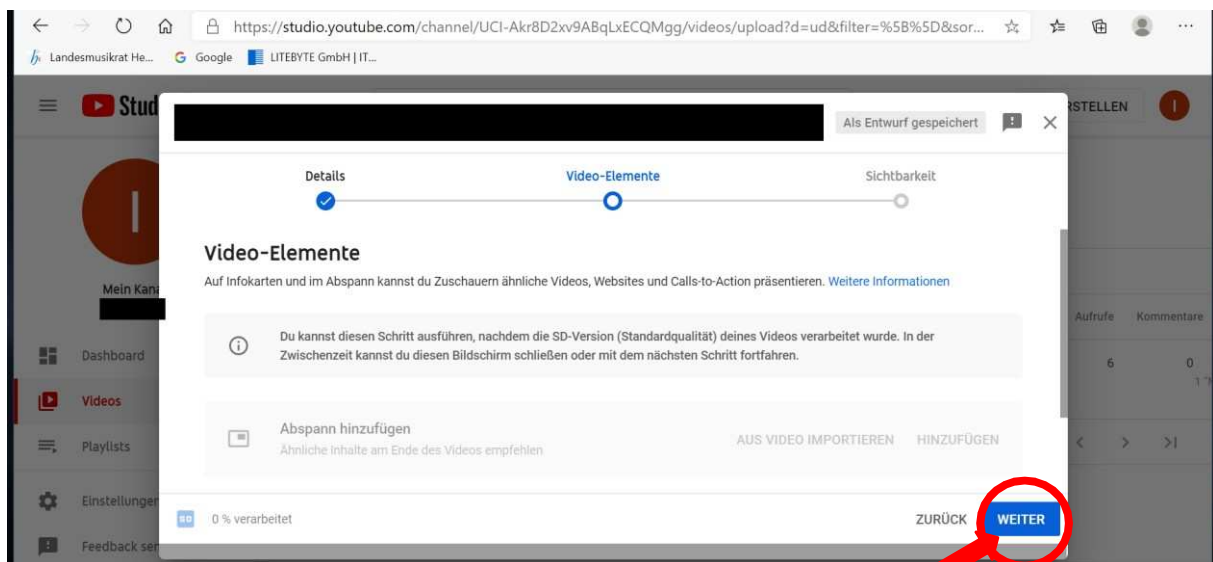 https://studio.youtube.com/channel/UCI-Akr8D2xv9ABqLxECQMgg/videos/upload?d=ud&filter=%5B%5D&sor...
Landesmusikrat He... Google LITEBYTE GmbH | IT...
Stud
RSTELLEN
I
Als Entwurf gespeichert
Details Video-Elemente Sichtbarkeit
I
Video-Elemente
Auf Infokarten und im Abspann kannst du Zuschauern ähnliche Videos, Websites und Calls-to-Action präsentieren. Weitere Informationen
Mein Kana
Aufrufe Kommentare
Du kannst diesen Schritt ausführen, nachdem die SD-Version (Standardqualität) deines Videos verarbeitet wurde. In der
Zwischenzeit kannst du diesen Bildschirm schließen oder mit dem nächsten Schritt fortfahren.
Dashboard
6 0
Videos
Abspann hinzufügen
Ähnliche Inhalte am Ende des Videos empfehlen
AUS VIDEO IMPORTIEREN HINZUFÜGEN
Playlists
Einstellungen
SD 0 % verarbeitet ZURÜCK WEITER
Feedback sen